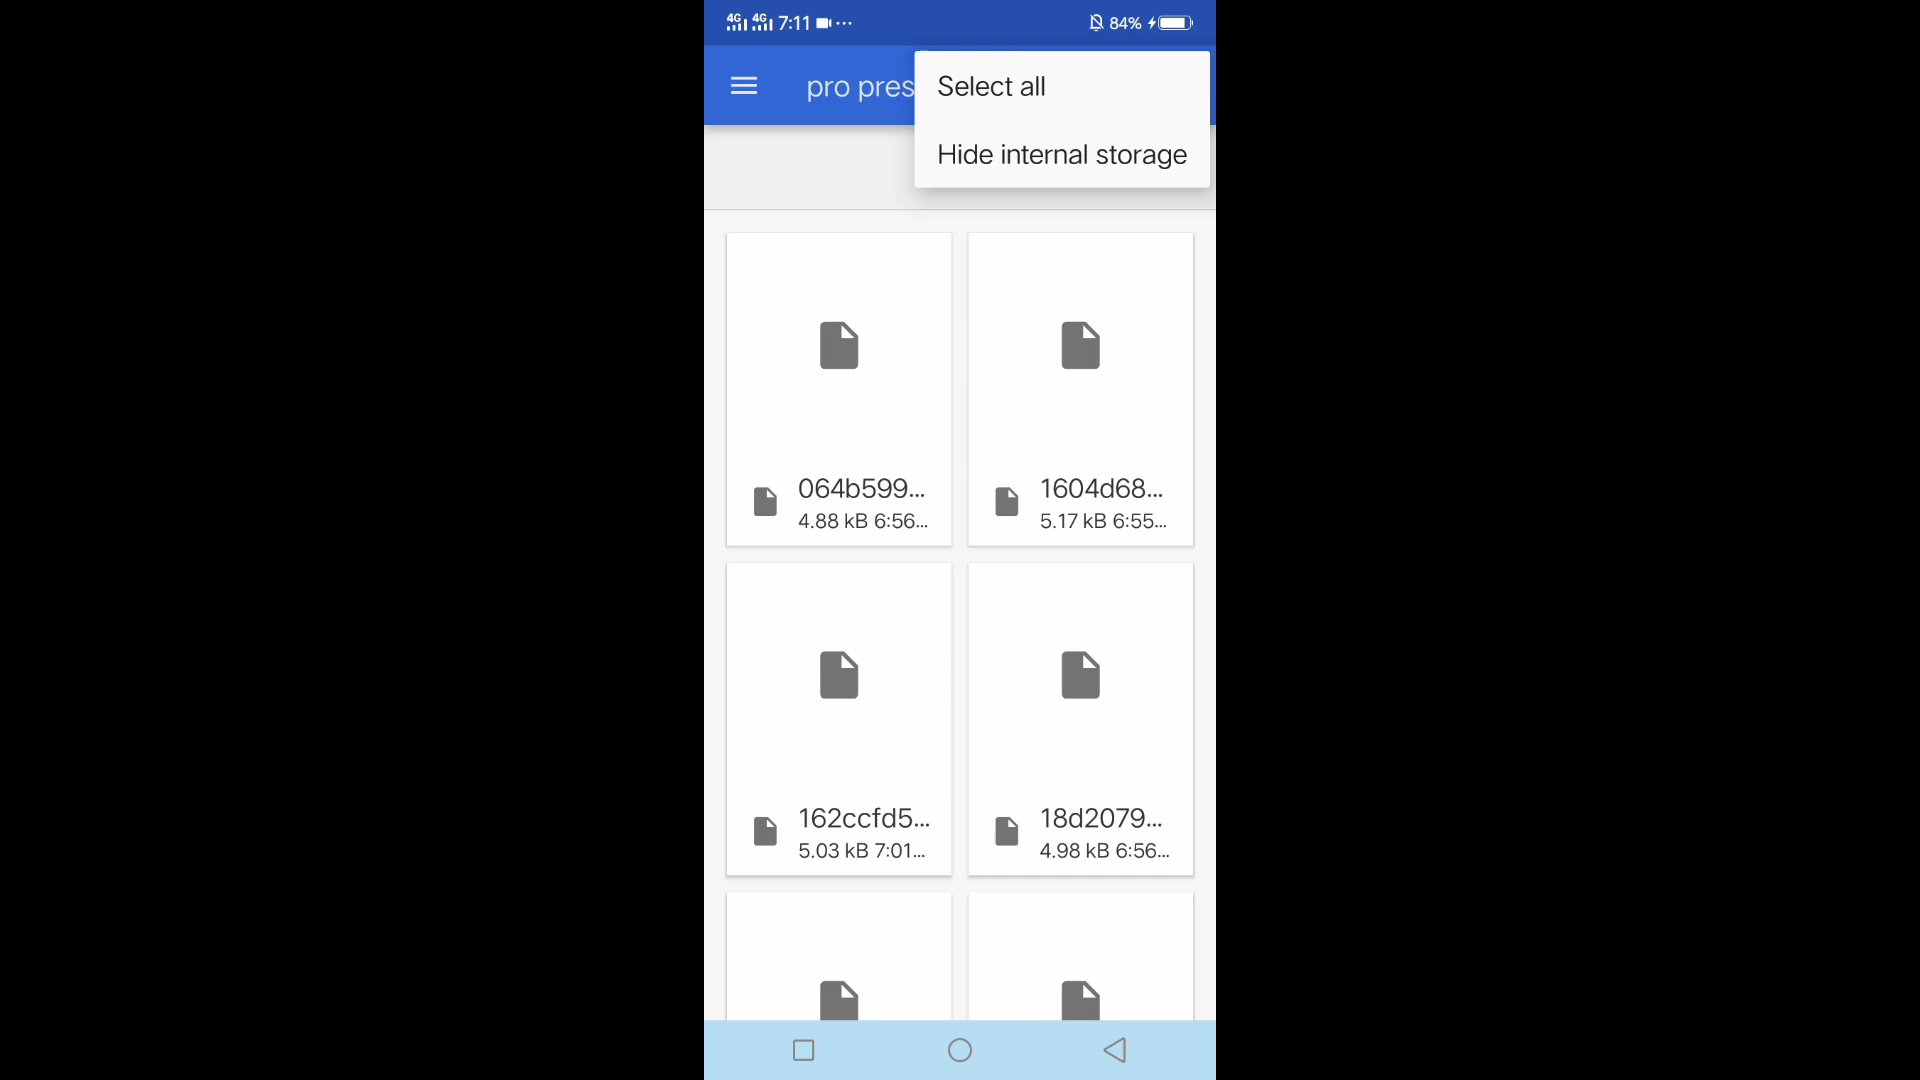 4G 4G 7:11 ... 84%
pro pres
Select all
Hide internal storage
064b599...
4.88 kB 6:56...
1604d68...
5.17 kB 6:55...
162ccfd5...
5.03 kB 7:01...
18d2079...
4.98 kB 6:56...